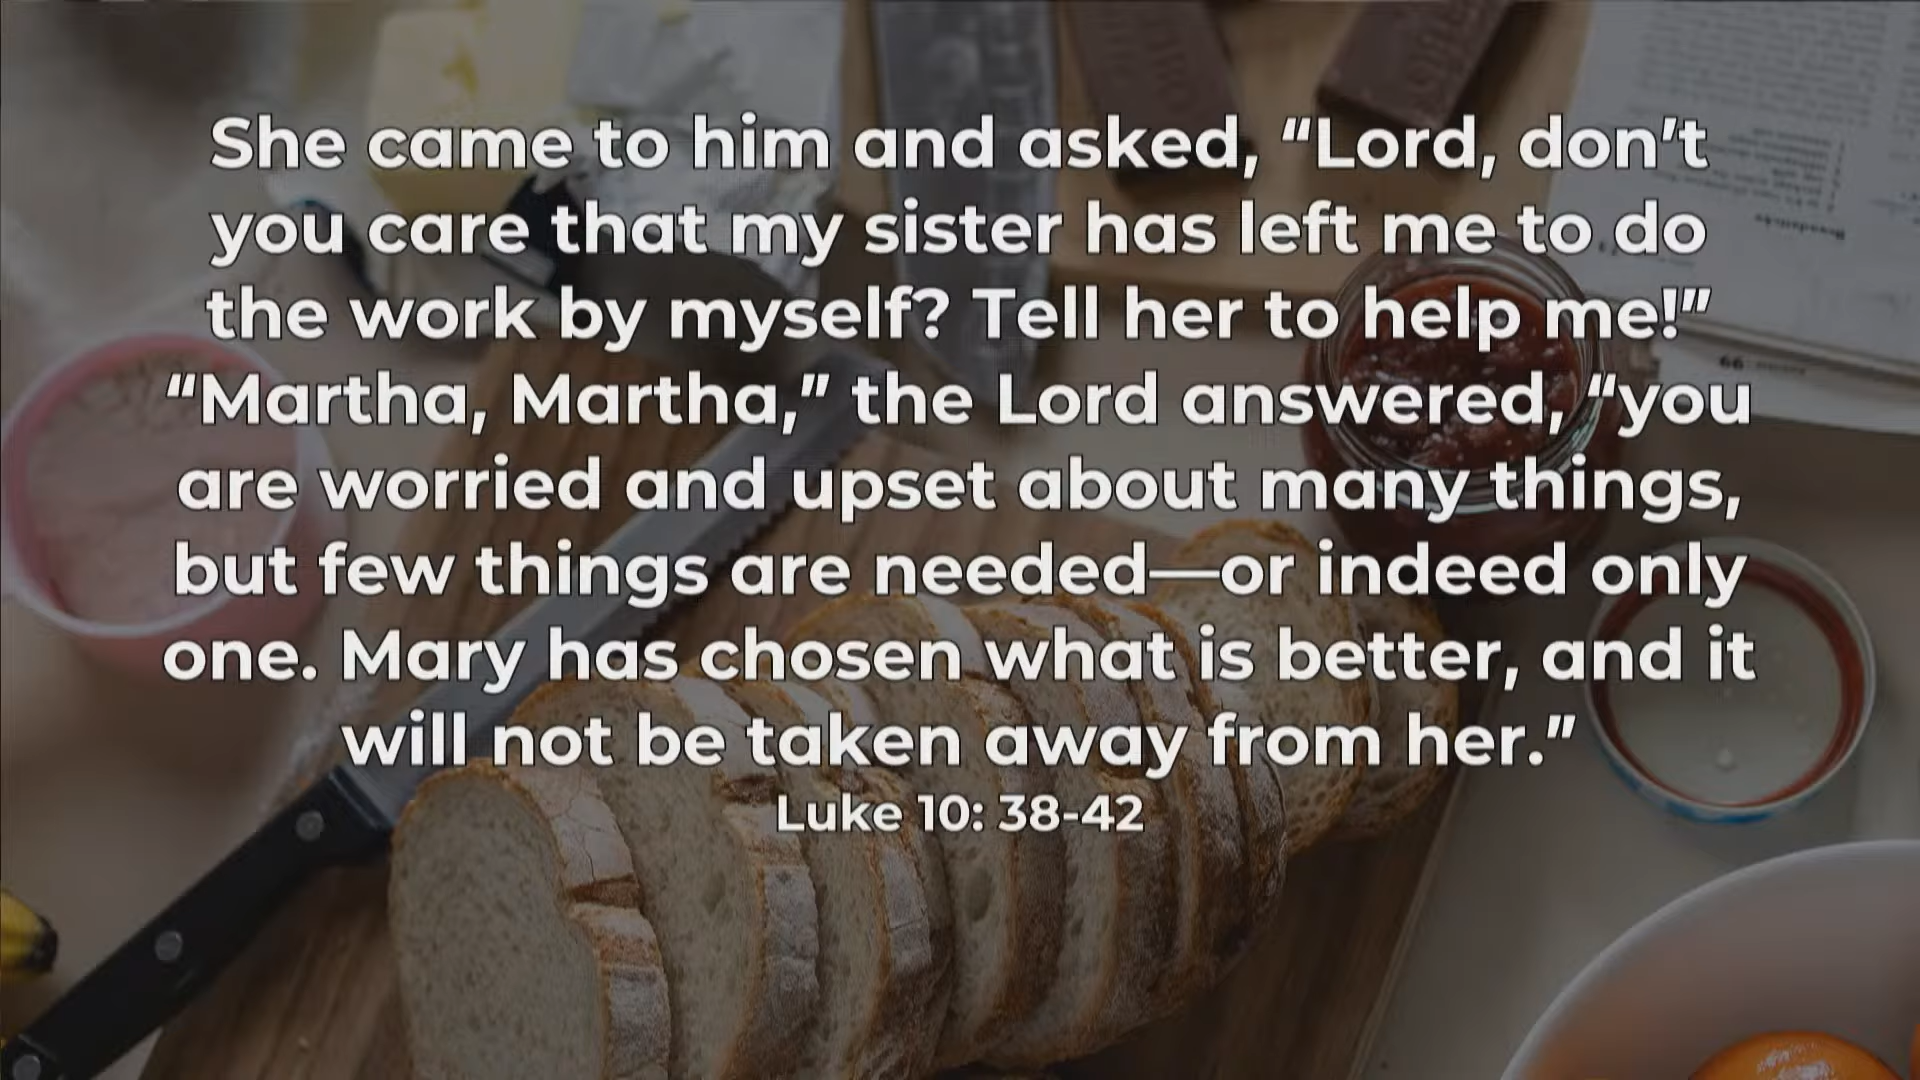 She came to him and asked, “Lord, don’t
you care that my sister has left me to do
the work by myself? Tell her to help me!”
“Martha, Martha,” the Lord answered, “you
are worried and upset about many things,
but few things are needed—or indeed only
one. Mary has chosen what is better, and it
will not be taken away from her.”
Luke 10: 38-42
66